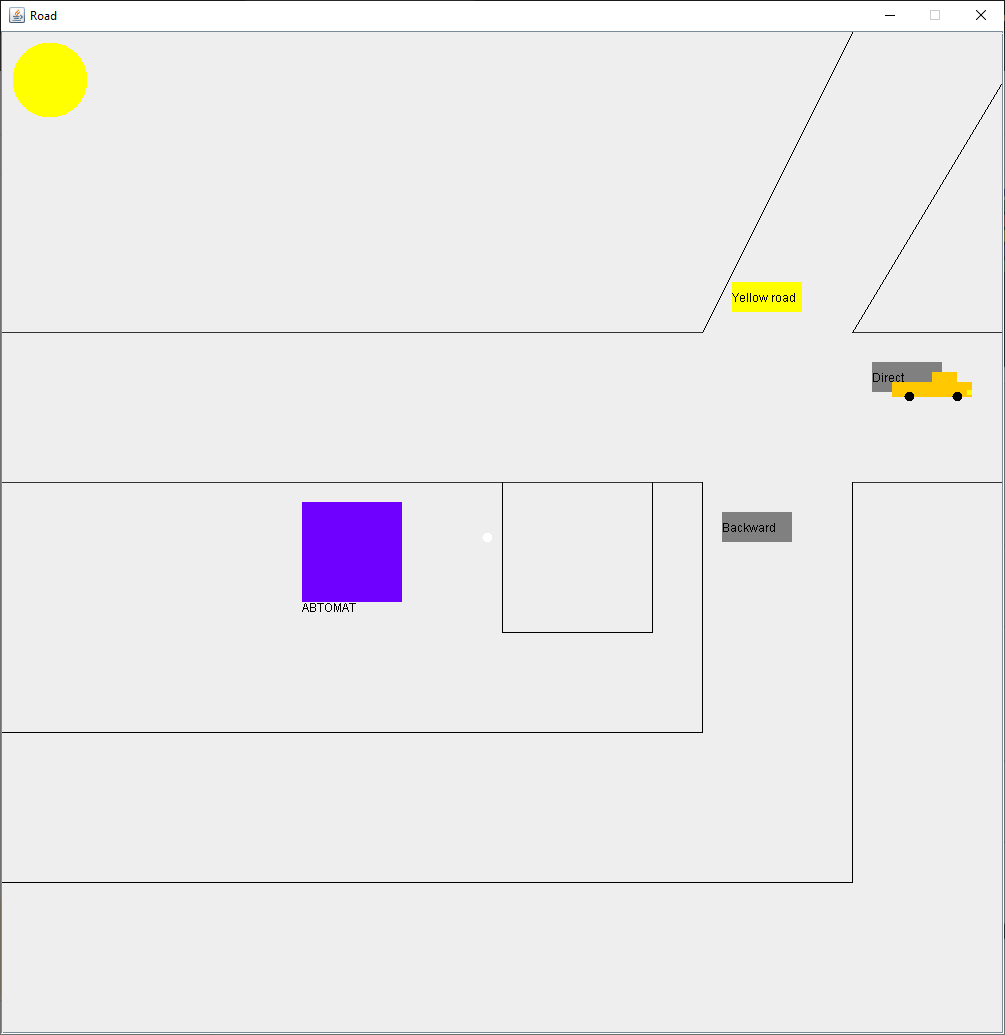 Road
Yellow road
Direct
Backward
ABTOMAT